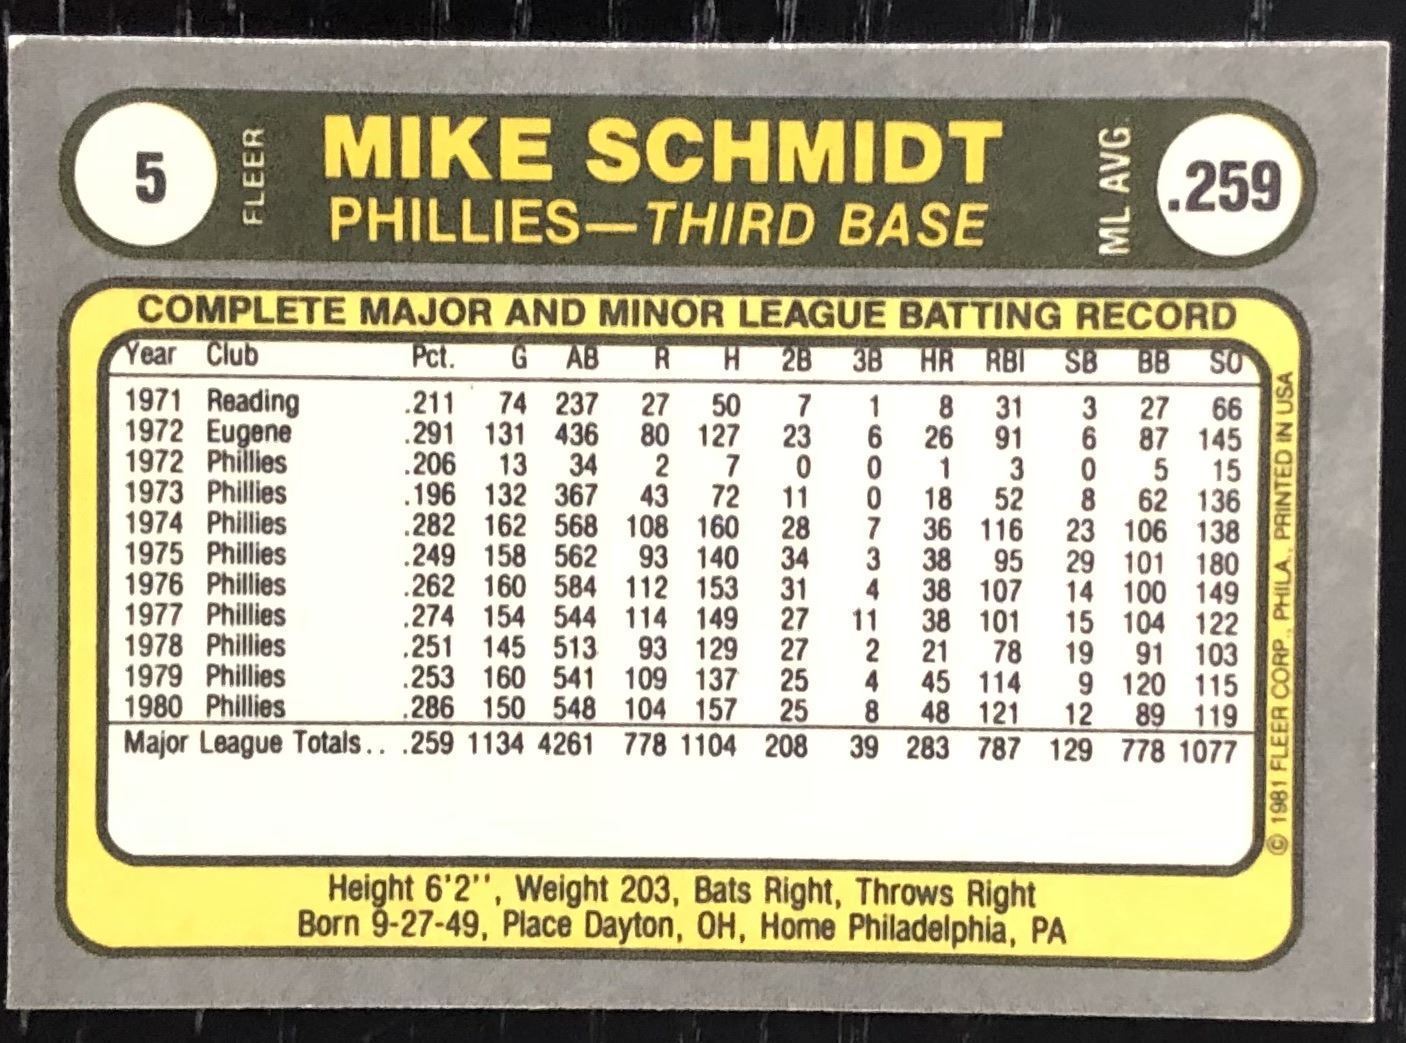 5 FLEER MIKE SCHMIDT ML AVG. .259
PHILLIES—THIRD BASE
COMPLETE MAJOR AND MINOR LEAGUE BATTING RECORD
Year Club Pct. G AB R H 2B 3B HR RBI SB BB SO
1971 Reading .211 74 237 27 50 7 1 8 31 3 27 66
1972 Eugene .291 131 436 80 127 23 6 26 91 6 87 145
1972 Phillies .206 13 34 2 7 0 0 1 3 0 5 15
1973 Phillies .196 132 367 43 72 11 0 18 52 8 62 136
1974 Phillies .282 162 568 108 160 28 7 36 116 23 106 138
1975 Phillies .249 158 562 93 140 34 3 38 95 29 101 180
1976 Phillies .262 160 584 112 153 31 4 38 107 14 100 149
1977 Phillies .274 154 544 114 149 27 11 38 101 15 104 122
1978 Phillies .251 145 513 93 129 27 2 21 78 19 91 103
1979 Phillies .253 160 541 109 137 25 4 45 114 9 120 115
1980 Phillies .286 150 548 104 157 25 8 48 121 12 89 119
Major League Totals.. .259 1134 4261 778 1104 208 39 283 787 129 778 1077
Height 6'2'', Weight 203, Bats Right, Throws Right
Born 9-27-49, Place Dayton, OH, Home Philadelphia, PA
© 1981 FLEER CORP., PHILA., PRINTED IN USA